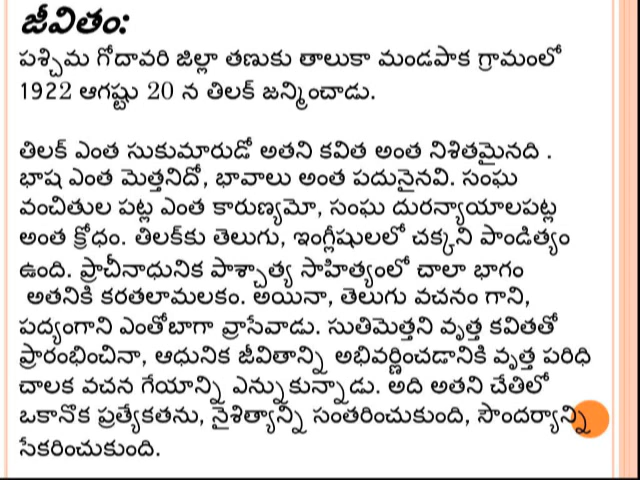 జీవితం:
పశ్చిమ గోదావరి జిల్లా తణుకు తాలుకా మండపాక గ్రామంలో
1922 ఆగష్టు 20 న తిలక్ జన్మించాడు.
తిలక్ ఎంత సుకుమారుడో అతని కవిత అంత నిశితమైనది .
భాష ఎంత మెత్తనిదో, భావాలు అంత పదునైనవి. సంఘ
వంచితుల పట్ల ఎంత కారుణ్యమో, సంఘ దురన్యాయాలపట్ల
అంత క్రోధం. తిలక్‌కు తెలుగు, ఇంగ్లీషులలో చక్కని పాండిత్యం
ఉంది. ప్రాచీనాధునిక పాశ్చాత్య సాహిత్యంలో చాలా భాగం
అతనికి కరతలామలకం. అయినా, తెలుగు వచనం గాని,
పద్యంగాని ఎంతోబాగా వ్రాసేవాడు. సుతిమెత్తని వృత్త కవితతో
ప్రారంభించినా, ఆధునిక జీవితాన్ని అభివర్ణించడానికి వృత్త పరిధి
చాలక వచన గేయాన్ని ఎన్నుకున్నాడు. అది అతని చేతిలో
ఒకానొక ప్రత్యేకతను, నైశిత్యాన్ని సంతరించుకుంది, సౌందర్యాన్ని
సేకరించుకుంది.